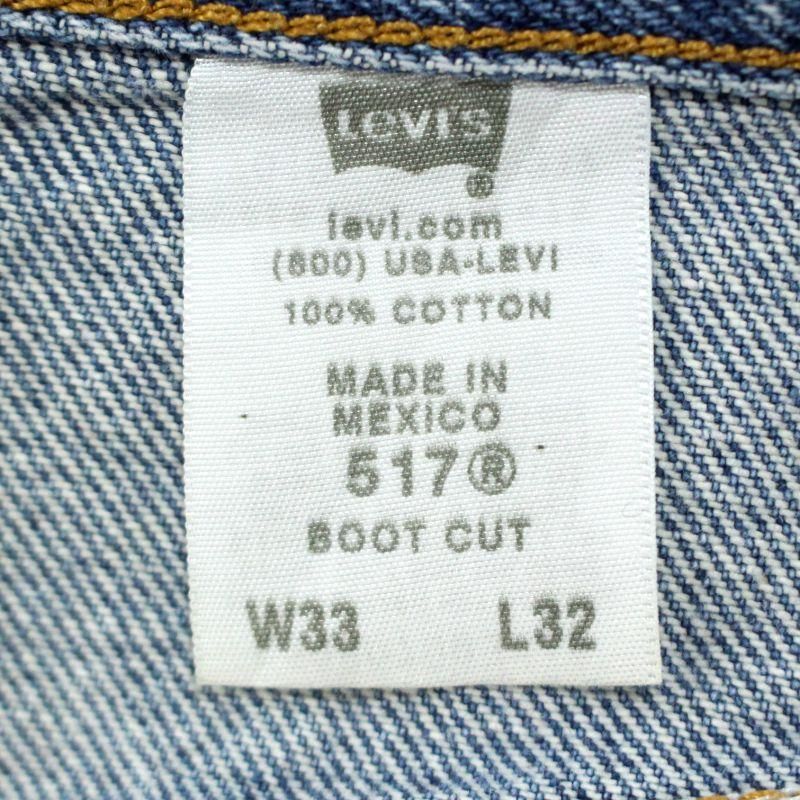 Levi's
®
levi.com
(800) USA-LEVI
100% COTTON
MADE IN
MEXICO
517®
BOOT CUT
W33 L32